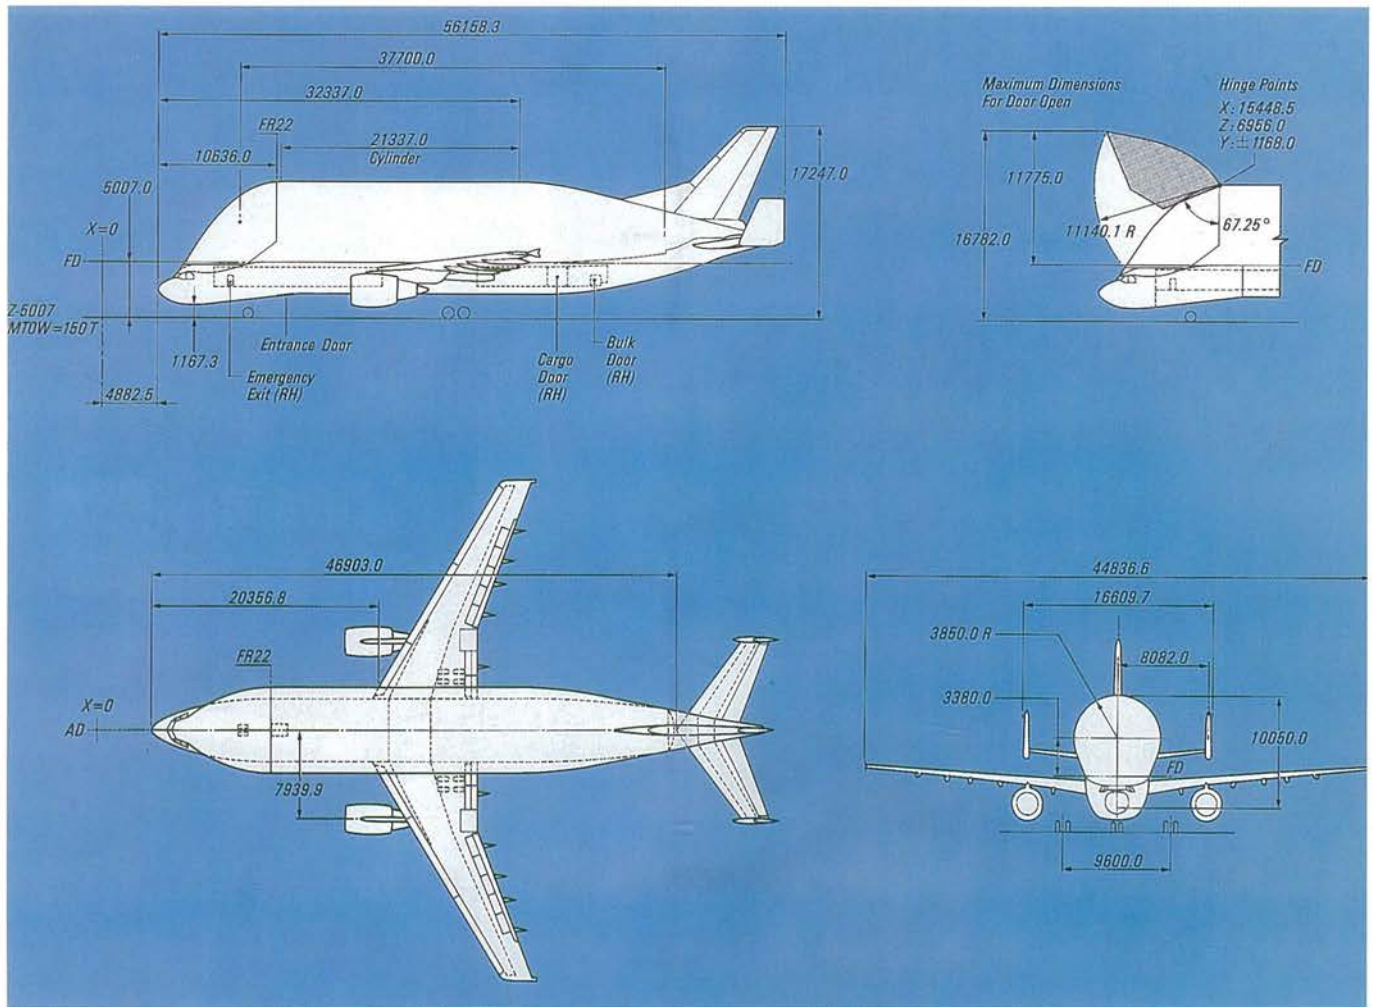 56158.3
37700.0
32337.0
FR22
21337.0
Cylinder
10636.0
5007.0
17247.0
X=0
FD
Z-5007
MTOW=150 T
1167.3
4882.5
Entrance Door
Emergency
Exit (RH)
Cargo
Door
(RH)
Bulk
Door
(RH)
Maximum Dimensions
For Door Open
Hinge Points
X: 15448.5
Z: 6956.0
Y: ±1168.0
11775.0
16782.0
11140.1 R
67.25°
FD
46903.0
20356.8
FR22
X=0
AD
7939.9
44836.6
16609.7
3850.0 R
8082.0
3380.0
10050.0
FD
9600.0